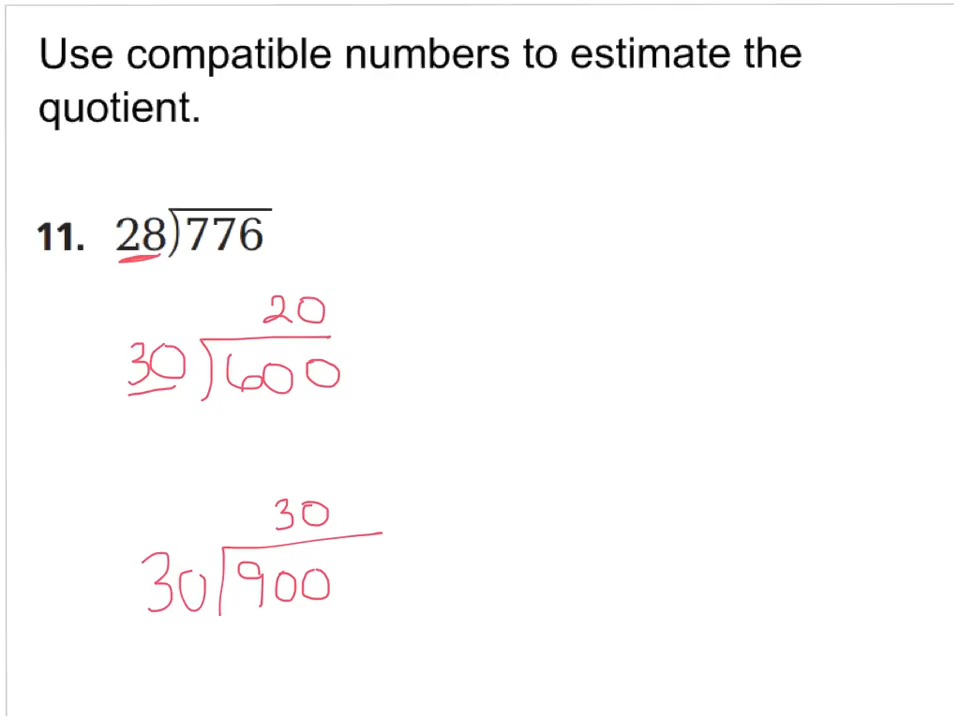 Use compatible numbers to estimate the
quotient.
11. 28)776
20
30)600
30
30)900